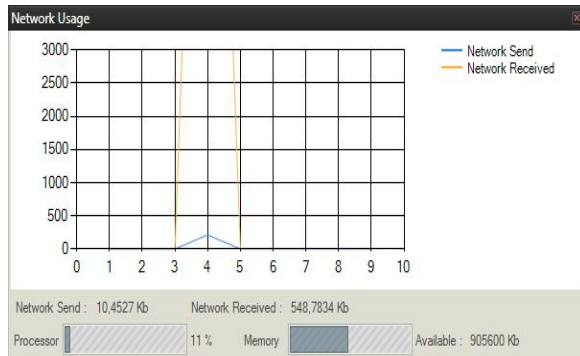 Network Usage
3000
2500
2000
1500
1000
500
0
0 1 2 3 4 5 6 7 8 9 10
Network Send
Network Received
Network Send : 10,4527 Kb Network Received : 548,7834 Kb
Processor 11 % Memory Available : 905600 Kb